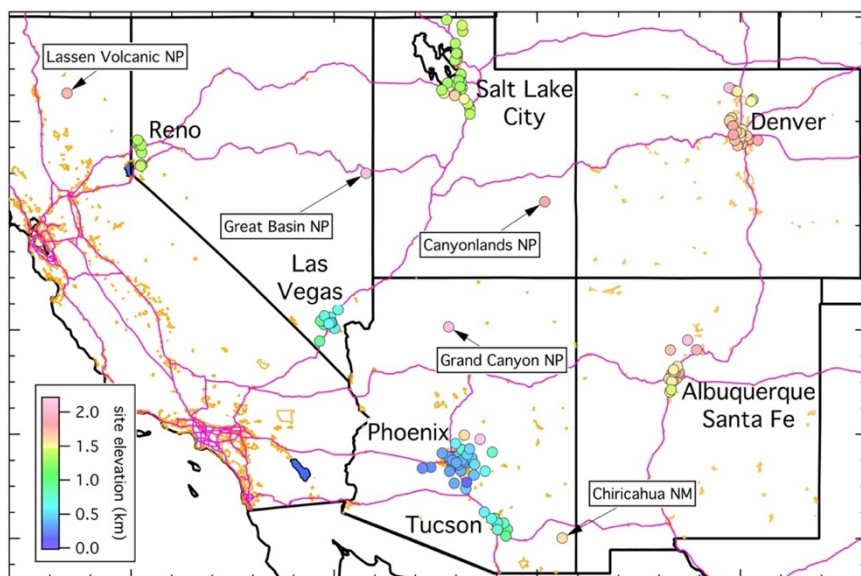 Lassen Volcanic NP
Reno
Salt Lake
City
Denver
Great Basin NP
Canyonlands NP
Las
Vegas
Grand Canyon NP
Albuquerque
Santa Fe
Phoenix
Chiricahua NM
Tucson
2.0
1.5
1.0
0.5
0.0
site elevation (km)